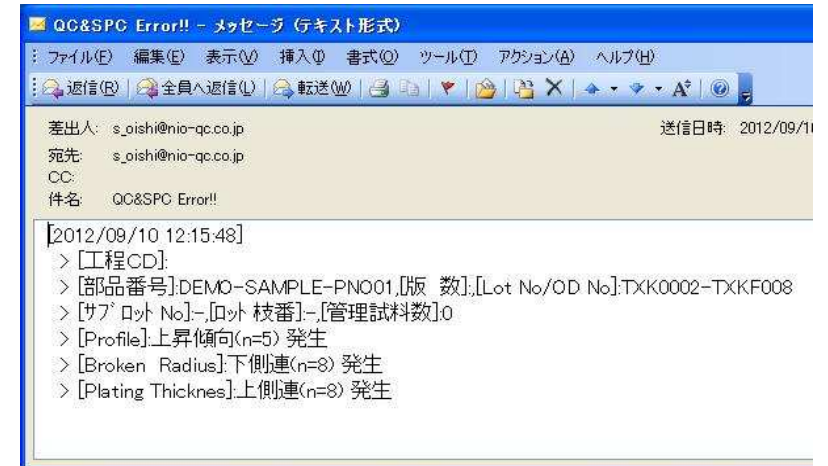 QC&SPC Error!! - メッセージ (テキスト形式)
ファイル(F) 編集(E) 表示(V) 挿入(I) 書式(O) ツール(T) アクション(A) ヘルプ(H)
返信(R) 全員へ返信(L) 転送(W)
差出人: s_oishi@nio-qc.co.jp 送信日時: 2012/09/10
宛先: s_oishi@nio-qc.co.jp
CC:
件名: QC&SPC Error!!
[2012/09/10 12:15:48]
> [工程CD]:
> [部品番号]:DEMO-SAMPLE-PNO01,[版 数]:,[Lot No/OD No]:TXK0002-TXKF008
> [サブロット No]:-,[ロット 枝番]:-,[管理試料数]:0
> [Profile]:上昇傾向(n=5) 発生
> [Broken Radius]:下側連(n=8) 発生
> [Plating Thicknes]:上側連(n=8) 発生